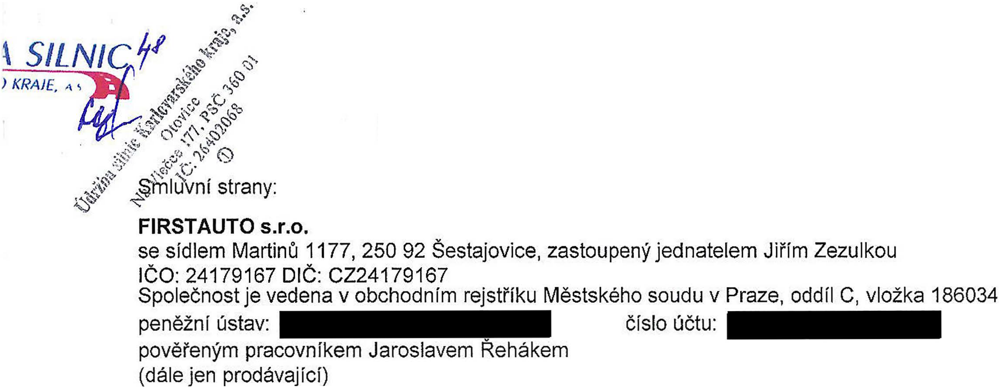 A SILNIC
48
) KRAJE, A S
Údržba silnic Karlovarského kraje, a.s.
Otovice
Na Vlečce 177, PSČ 360 01
IČ: 26402068
1
Smluvní strany:
FIRSTAUTO s.r.o.
se sídlem Martinů 1177, 250 92 Šestajovice, zastoupený jednatelem Jiřím Zezulkou
IČO: 24179167 DIČ: CZ24179167
Společnost je vedena v obchodním rejstříku Městského soudu v Praze, oddíl C, vložka 186034
peněžní ústav: číslo účtu:
pověřeným pracovníkem Jaroslavem Řehákem
(dále jen prodávající)